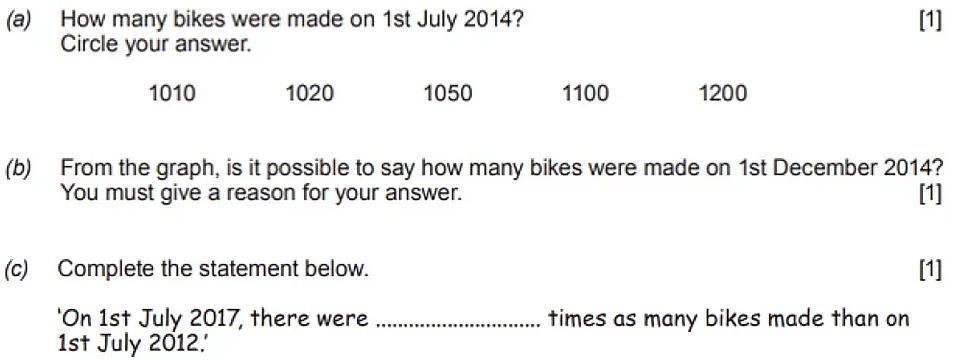 (a) How many bikes were made on 1st July 2014? [1]
Circle your answer.
1010 1020 1050 1100 1200
(b) From the graph, is it possible to say how many bikes were made on 1st December 2014?
You must give a reason for your answer. [1]
(c) Complete the statement below. [1]
'On 1st July 2017, there were .............................. times as many bikes made than on
1st July 2012.'